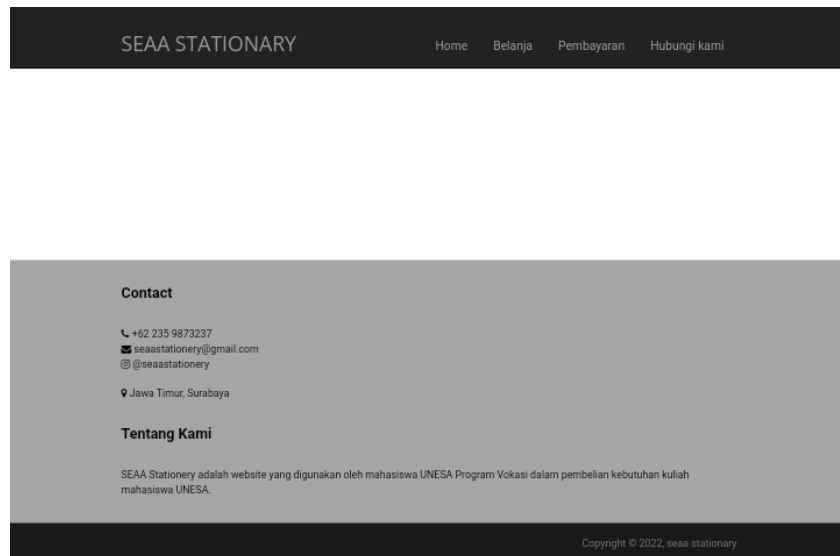 SEAA STATIONARY
Home Belanja Pembayaran Hubungi kami
Contact
+62 235 9873237
seaastationery@gmail.com
@seaastationery
Jawa Timur, Surabaya
Tentang Kami
SEAA Stationery adalah website yang digunakan oleh mahasiswa UNESA Program Vokasi dalam pembelian kebutuhan kuliah
mahasiswa UNESA.
Copyright © 2022, seaa stationary